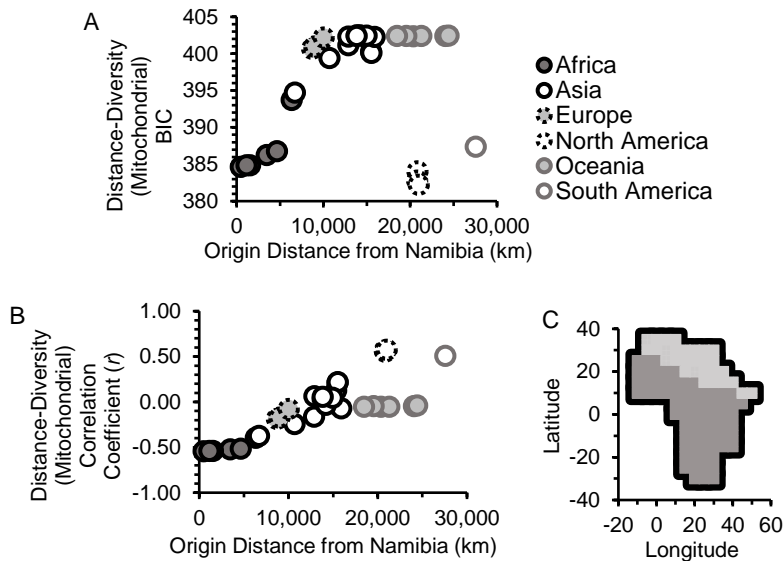 A
Distance-Diversity
(Mitochondrial)
BIC
405
400
395
390
385
380
0 10,000 20,000 30,000
Origin Distance from Namibia (km)
Africa
Asia
Europe
North America
Oceania
South America
B
Distance-Diversity
(Mitochondrial)
Correlation
Coefficient (r)
1.00
0.50
0.00
-0.50
-1.00
0 10,000 20,000 30,000
Origin Distance from Namibia (km)
C
Latitude
40
20
0
-20
-40
-20 0 20 40 60
Longitude